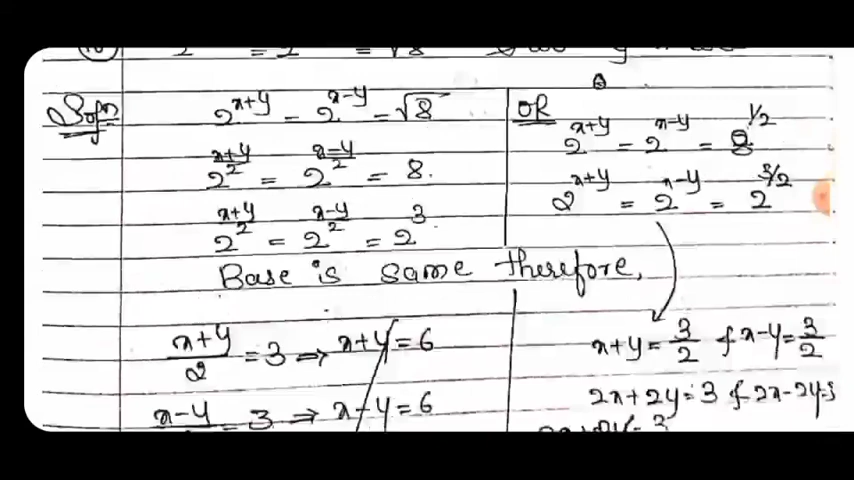 Solⁿ 2^(x+y) = 2^(x-y) = √8
2^((x+y)/2) = 2^((x-y)/2) = 8.
2^((x+y)/2) = 2^((x-y)/2) = 2^3
OR
2^(x+y) = 2^(x-y) = 8^(1/2)
2^(x+y) = 2^(x-y) = 2^(3/2)
Base is same therefore,
(x+y)/2 = 3 ⇒ x+y = 6
x-y = 3 ⇒ x-y = 6
x+y = 3/2 & x-y = 3/2
2x+2y = 3 & 2x-2y=3